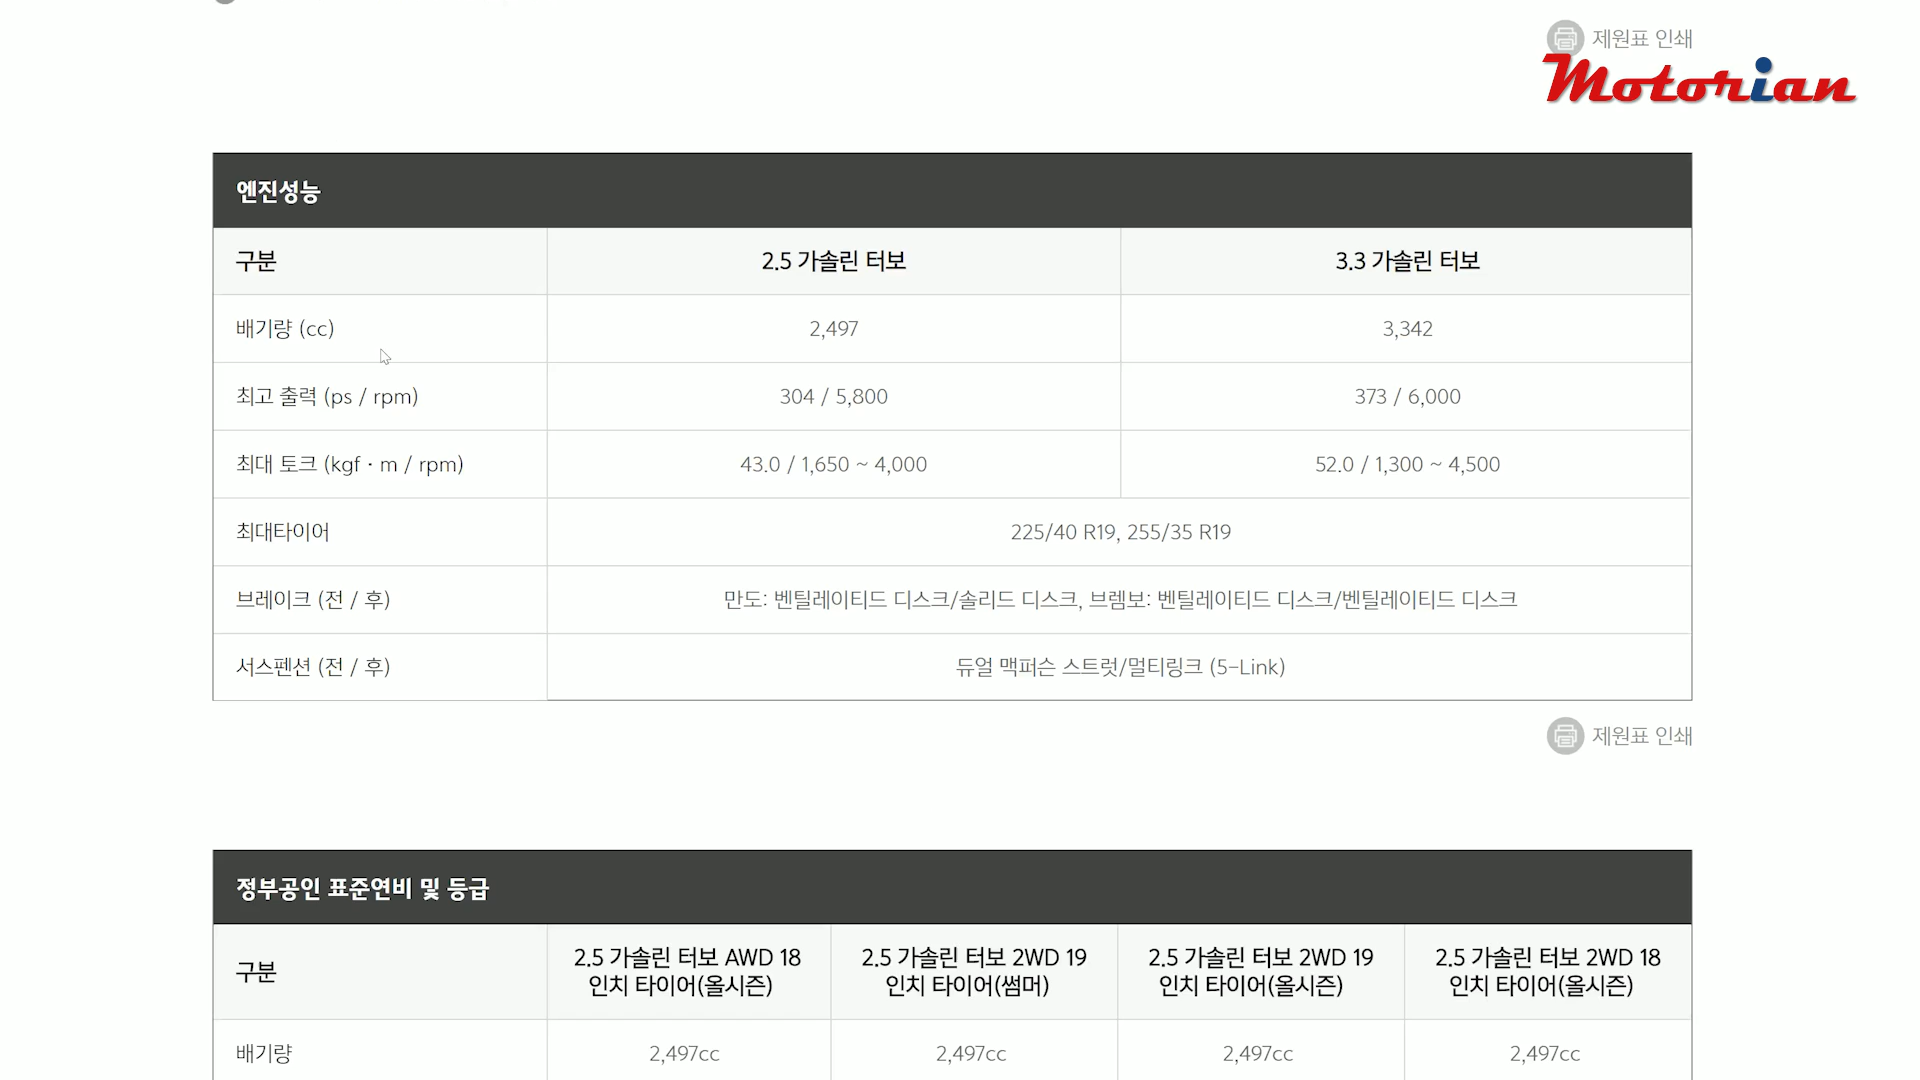 제원표 인쇄
Motorian
엔진성능
구분
2.5 가솔린 터보
3.3 가솔린 터보
배기량 (cc)
2,497
3,342
최고 출력 (ps / rpm)
304 / 5,800
373 / 6,000
최대 토크 (kgf · m / rpm)
43.0 / 1,650 ~ 4,000
52.0 / 1,300 ~ 4,500
최대타이어
225/40 R19, 255/35 R19
브레이크 (전 / 후)
만도: 벤틸레이티드 디스크/솔리드 디스크, 브렘보: 벤틸레이티드 디스크/벤틸레이티드 디스크
서스펜션 (전 / 후)
듀얼 맥퍼슨 스트럿/멀티링크 (5-Link)
제원표 인쇄
정부공인 표준연비 및 등급
구분
2.5 가솔린 터보 AWD 18
인치 타이어(올시즌)
2.5 가솔린 터보 2WD 19
인치 타이어(썸머)
2.5 가솔린 터보 2WD 19
인치 타이어(올시즌)
2.5 가솔린 터보 2WD 18
인치 타이어(올시즌)
배기량
2,497cc
2,497cc
2,497cc
2,497cc